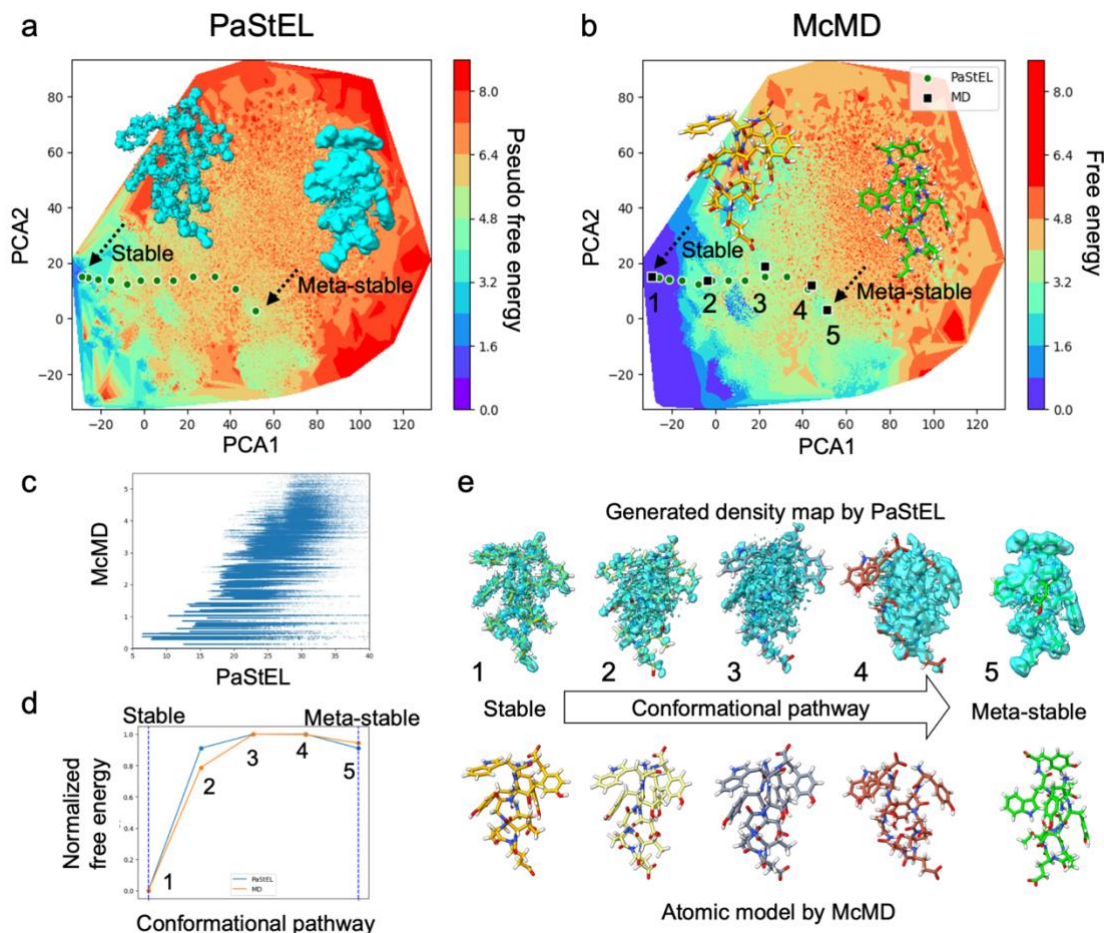 a
PaStEL
PCA2
80
60
40
20
0
−20
Stable
Meta-stable
−20 0 20 40 60 80 100 120
PCA1
8.0
6.4
4.8
3.2
1.6
0.0
Pseudo free energy
b
McMD
PaStEL
MD
PCA2
80
60
40
20
0
−20
Stable
Meta-stable
1 2 3 4 5
−20 0 20 40 60 80 100 120
PCA1
8.0
6.4
4.8
3.2
1.6
0.0
Free energy
c
McMD
5
4
3
2
1
0
5 10 15 20 25 30 35 40
PaStEL
d
Stable
Meta-stable
Normalized
free energy
1.0
0.8
0.6
0.4
0.2
0.0
1
2
3
4
5
PaStEL
MD
Conformational pathway
e
Generated density map by PaStEL
1 2 3 4 5
Stable
Conformational pathway
Meta-stable
Atomic model by McMD